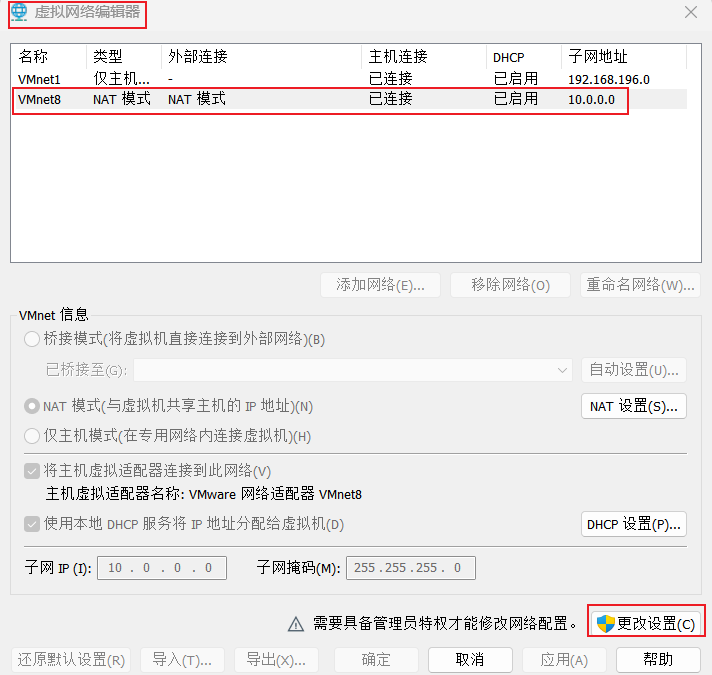 虚拟网络编辑器
名称 类型 外部连接 主机连接 DHCP 子网地址
VMnet1 仅主机... - 已连接 已启用 192.168.196.0
VMnet8 NAT 模式 NAT 模式 已连接 已启用 10.0.0.0
添加网络(E)... 移除网络(O) 重命名网络(W)...
VMnet 信息
桥接模式(将虚拟机直接连接到外部网络)(B)
已桥接至(G): 自动设置(U)...
NAT 模式(与虚拟机共享主机的 IP 地址)(N) NAT 设置(S)...
仅主机模式(在专用网络内连接虚拟机)(H)
将主机虚拟适配器连接到此网络(V)
主机虚拟适配器名称: VMware 网络适配器 VMnet8
使用本地 DHCP 服务将 IP 地址分配给虚拟机(D) DHCP 设置(P)...
子网 IP (I): 10 . 0 . 0 . 0 子网掩码(M): 255 . 255 . 255 . 0
需要具备管理员特权才能修改网络配置。 更改设置(C)
还原默认设置(R) 导入(T)... 导出(X)... 确定 取消 应用(A) 帮助